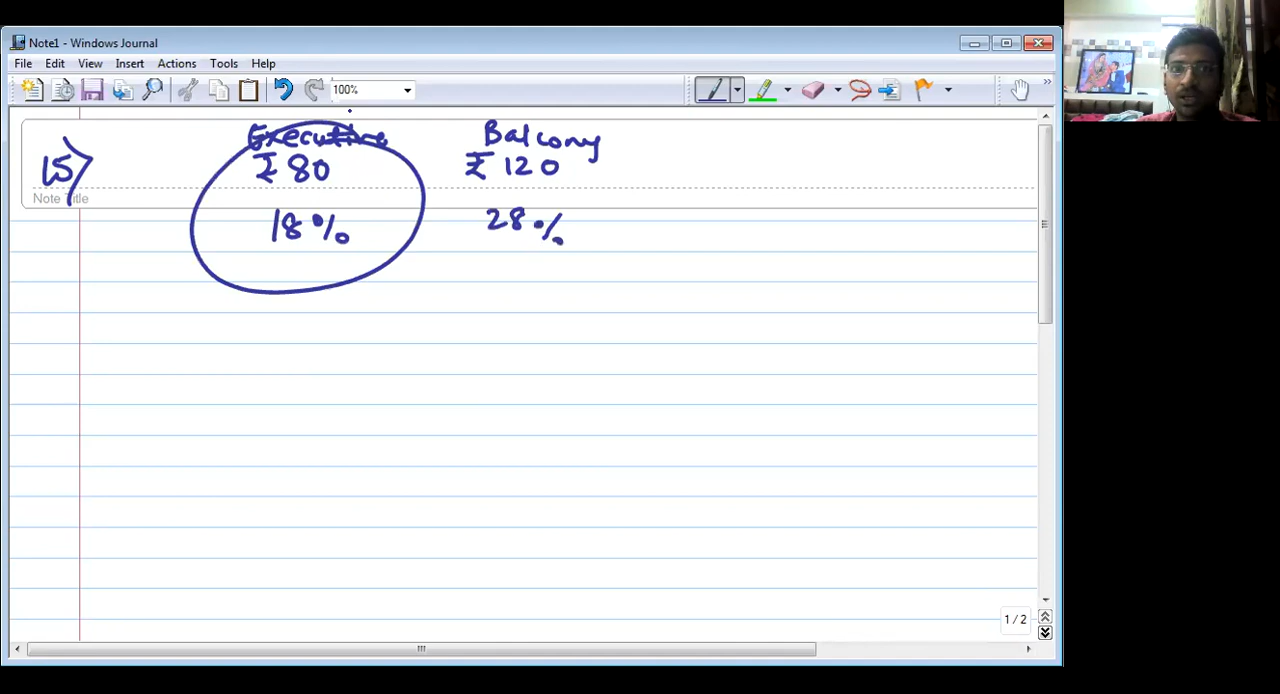 Note1 - Windows Journal
File Edit View Insert Actions Tools Help
100%
Executive Balcony
15> ₹ 80 ₹ 120
Note Title
18% 28%
1 / 2